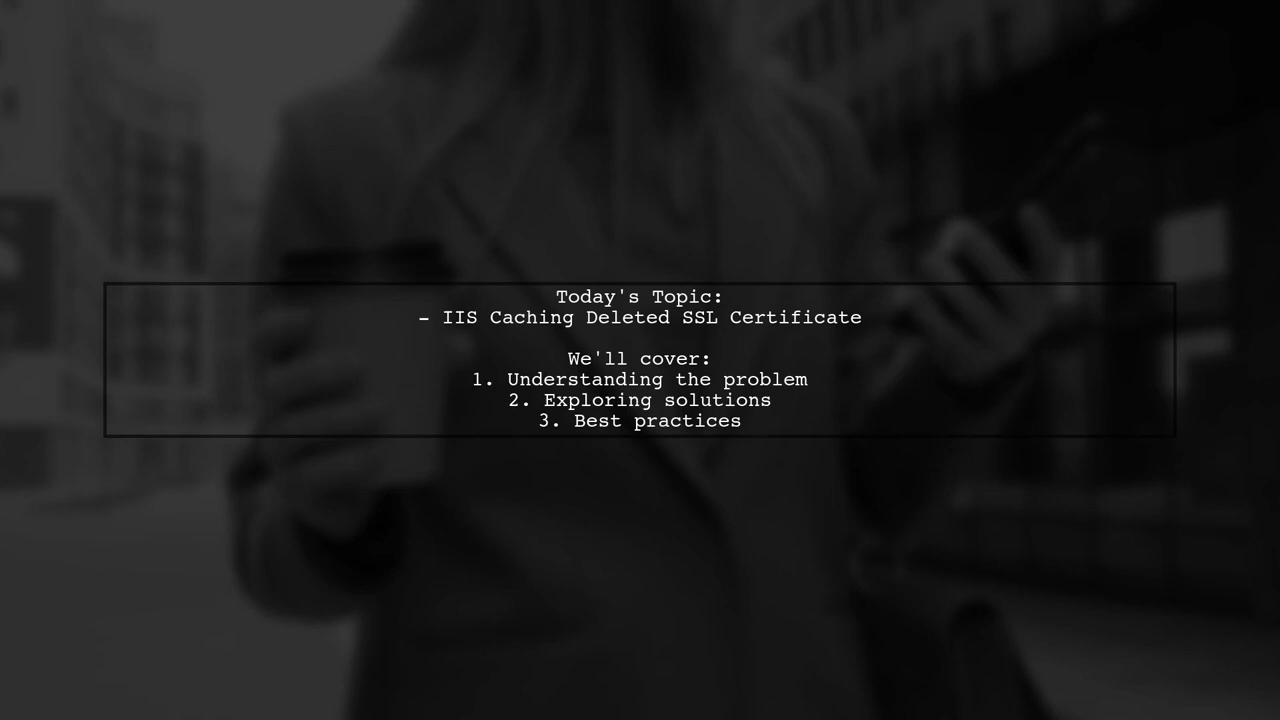 Today's Topic:
- IIS Caching Deleted SSL Certificate
We'll cover:
1. Understanding the problem
2. Exploring solutions
3. Best practices